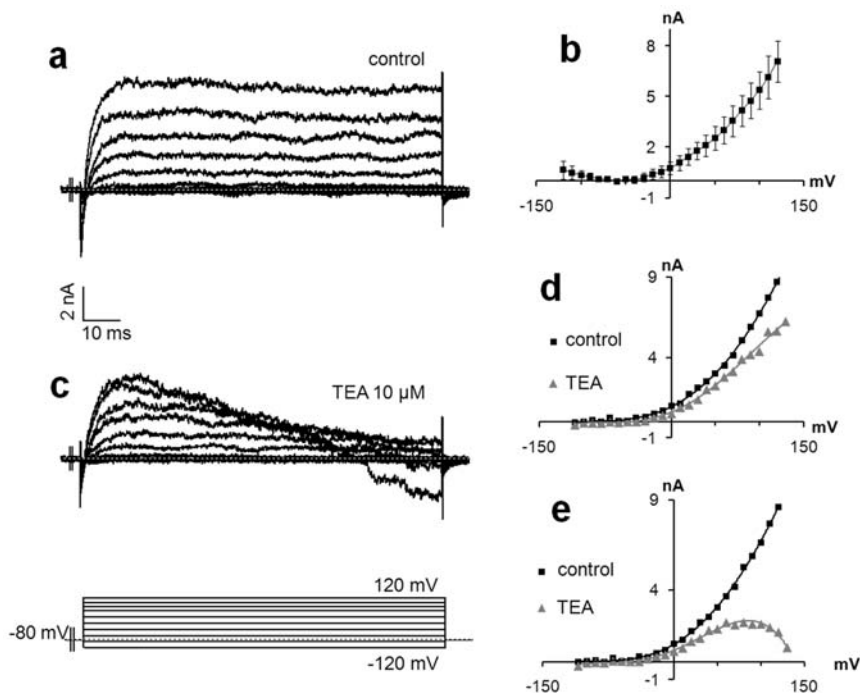 a
control
2 nA
10 ms
c
TEA 10 µM
120 mV
-80 mV
-120 mV
b
nA
8
5
2
-1
mV
-150
150
d
nA
9
control
4
TEA
mV
-1
-150
150
e
nA
9
control
TEA
4
mV
-1
-150
150